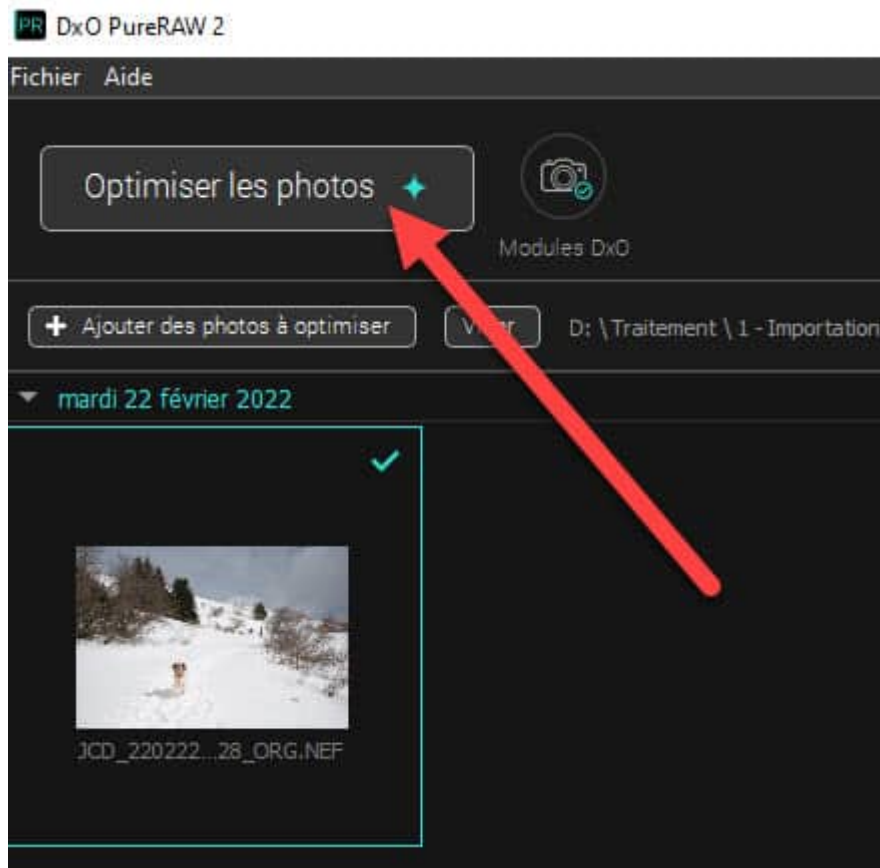 PR DxO PureRAW 2
Fichier Aide
Optimiser les photos
Modules DxO
Ajouter des photos à optimiser
D: \ Traitement \ 1 - Importation
mardi 22 février 2022
JCD_220222...28_ORG.NEF